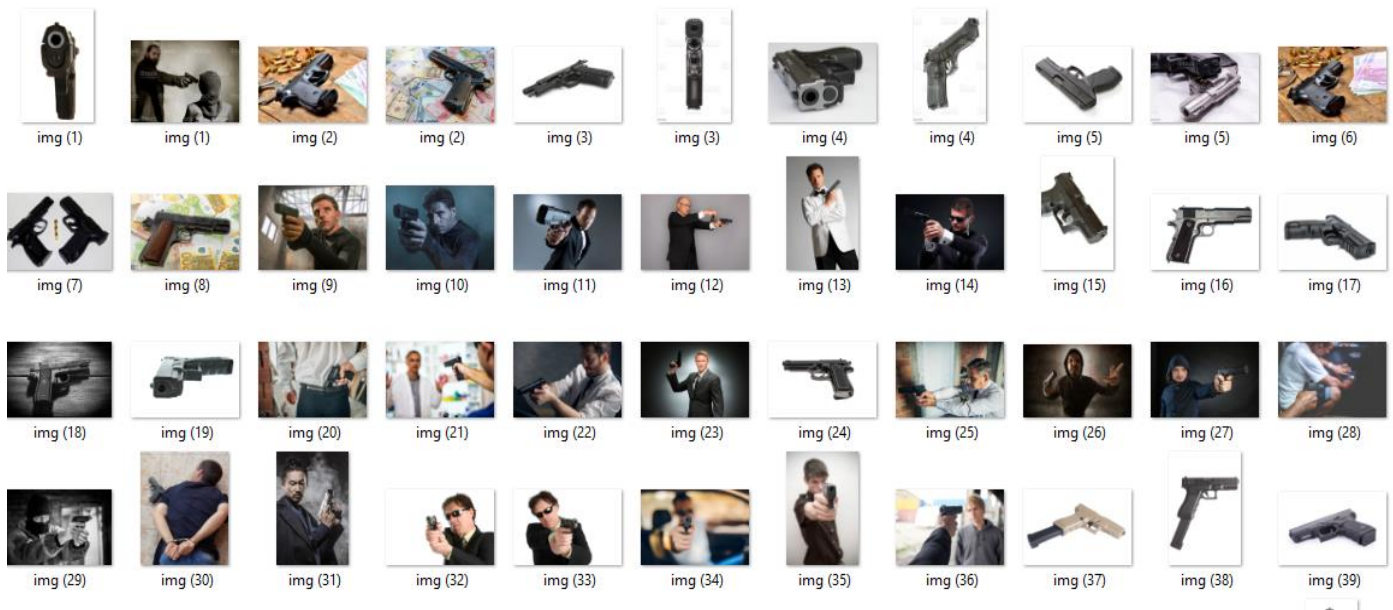 img (1) img (1) img (2) img (2) img (3) img (3) img (4) img (4) img (5) img (5) img (6)
img (7) img (8) img (9) img (10) img (11) img (12) img (13) img (14) img (15) img (16) img (17)
img (18) img (19) img (20) img (21) img (22) img (23) img (24) img (25) img (26) img (27) img (28)
img (29) img (30) img (31) img (32) img (33) img (34) img (35) img (36) img (37) img (38) img (39)